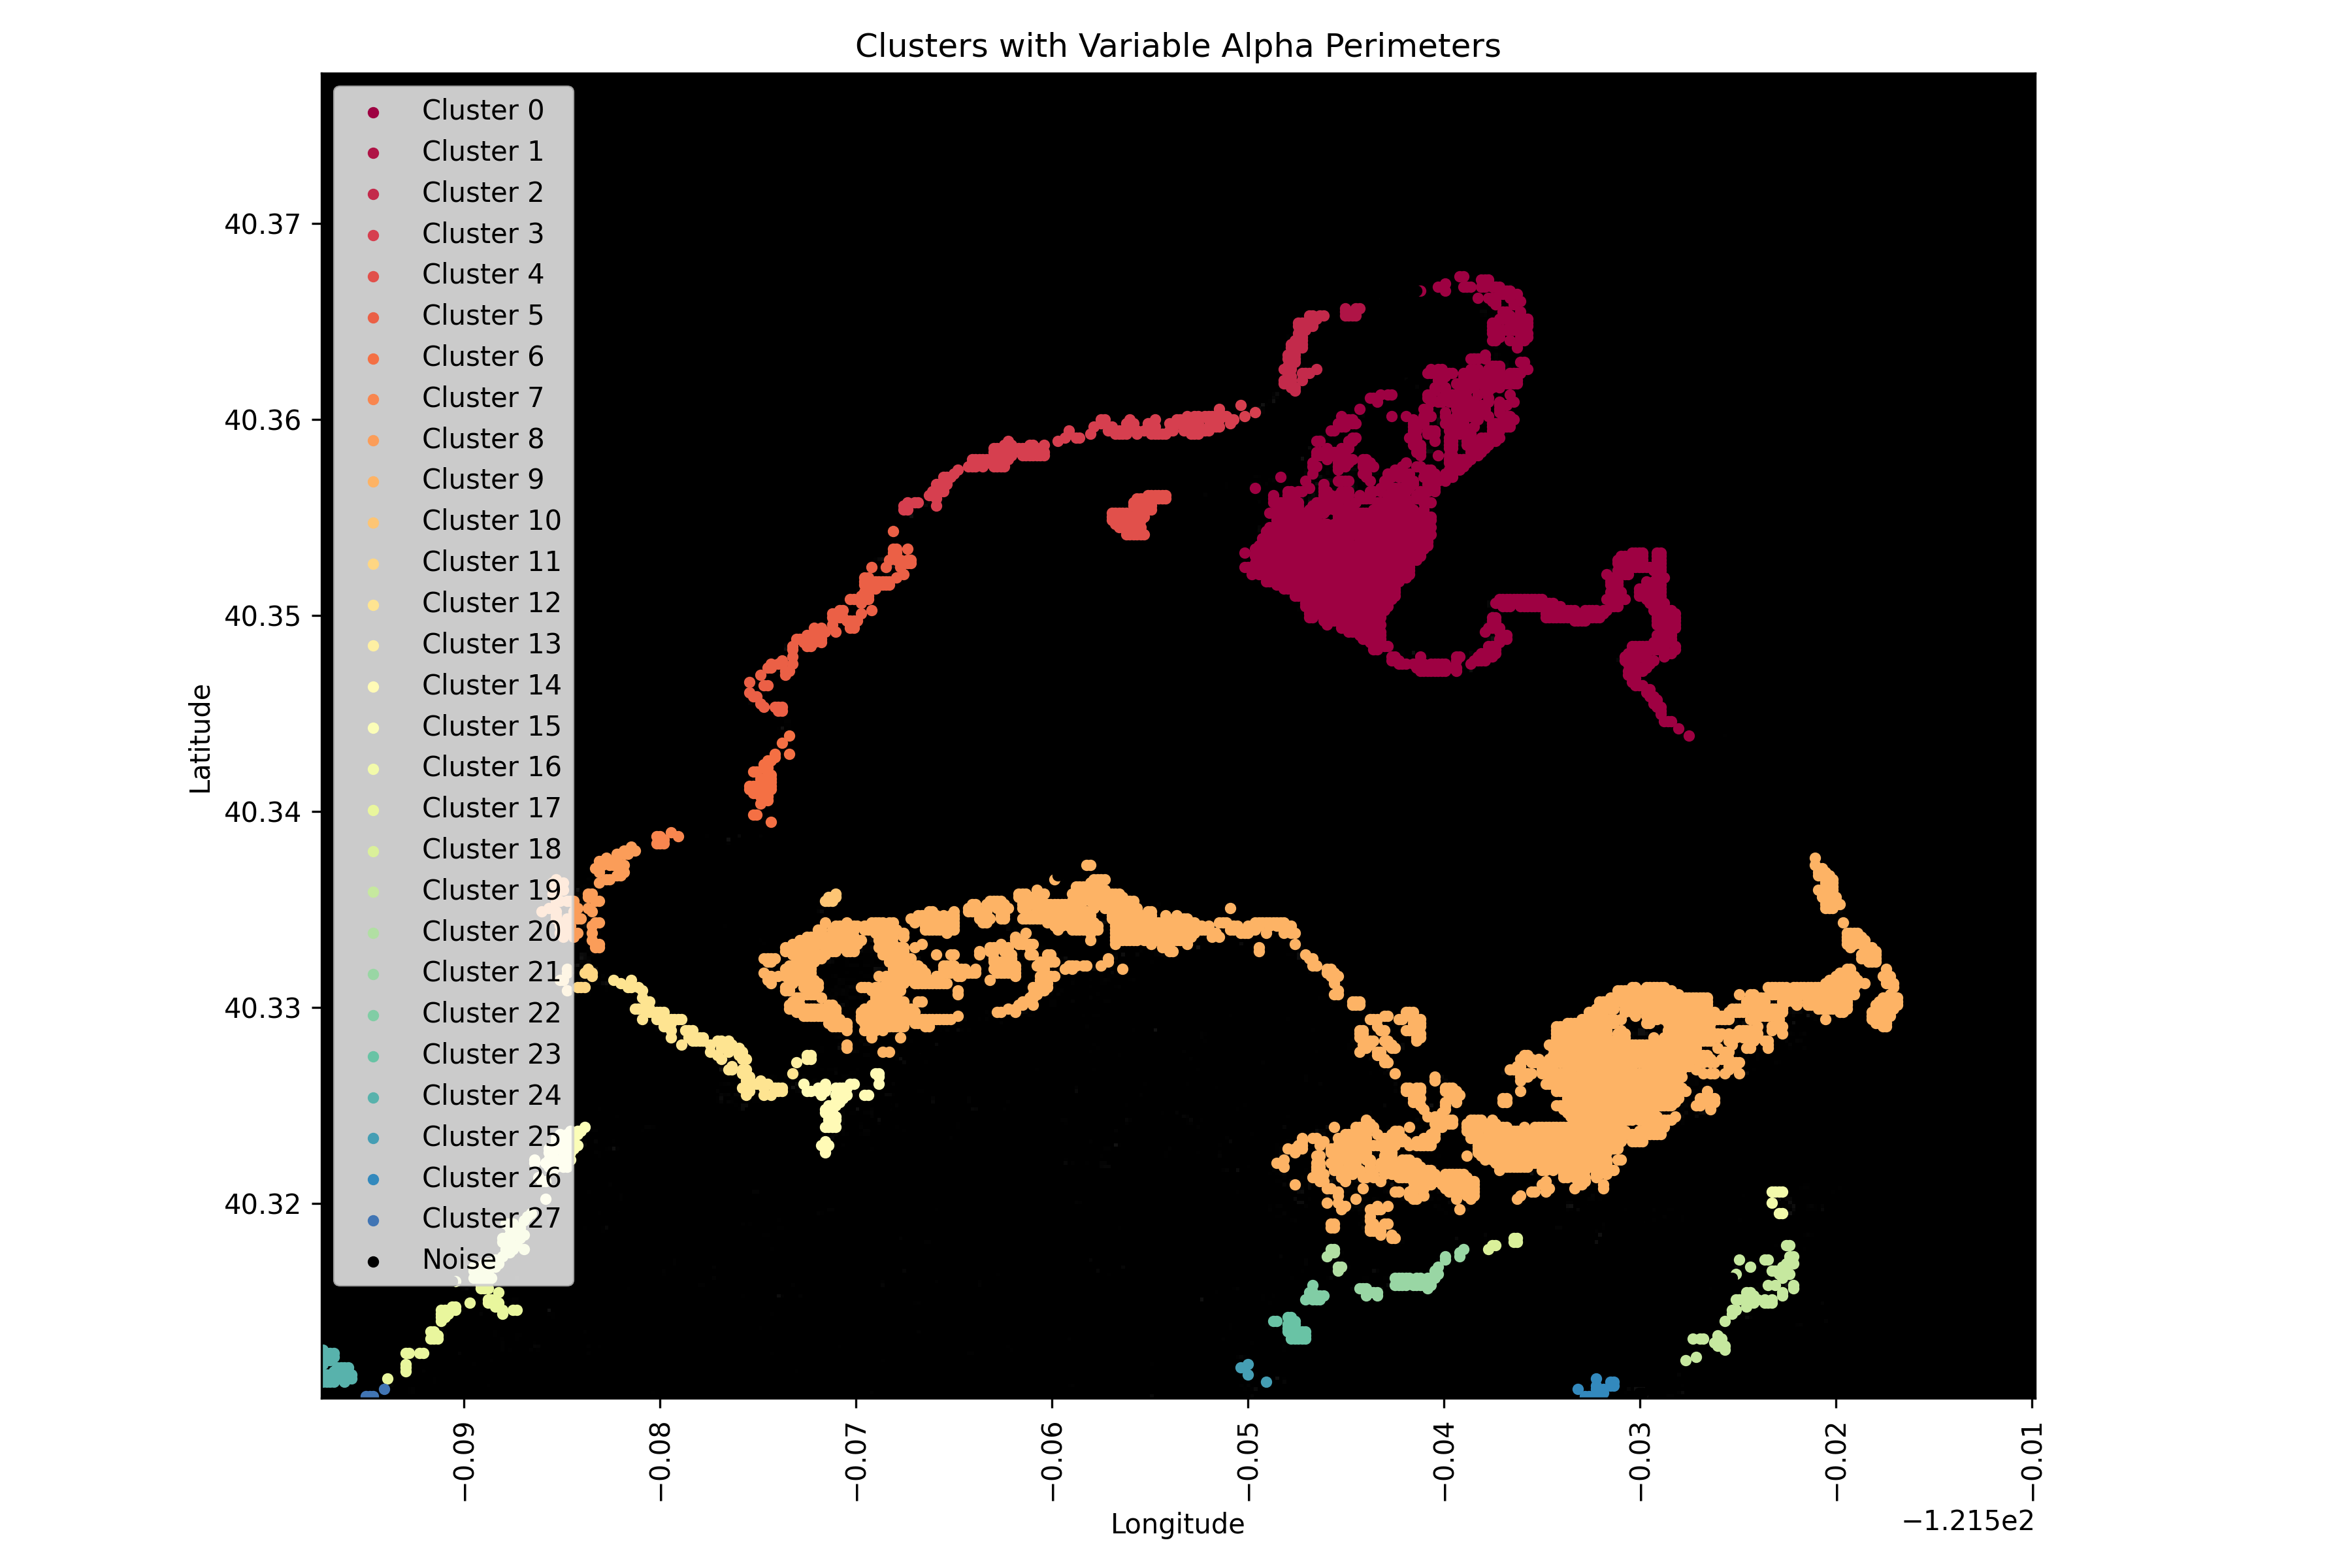 Clusters with Variable Alpha Perimeters
Cluster 0
Cluster 1
Cluster 2
Cluster 3
Cluster 4
Cluster 5
Cluster 6
Cluster 7
Cluster 8
Cluster 9
Cluster 10
Cluster 11
Cluster 12
Cluster 13
Cluster 14
Cluster 15
Cluster 16
Cluster 17
Cluster 18
Cluster 19
Cluster 20
Cluster 21
Cluster 22
Cluster 23
Cluster 24
Cluster 25
Cluster 26
Cluster 27
Noise
Latitude
40.37
40.36
40.35
40.34
40.33
40.32
−0.09
−0.08
−0.07
−0.06
−0.05
−0.04
−0.03
−0.02
−0.01
Longitude
−1.215e2